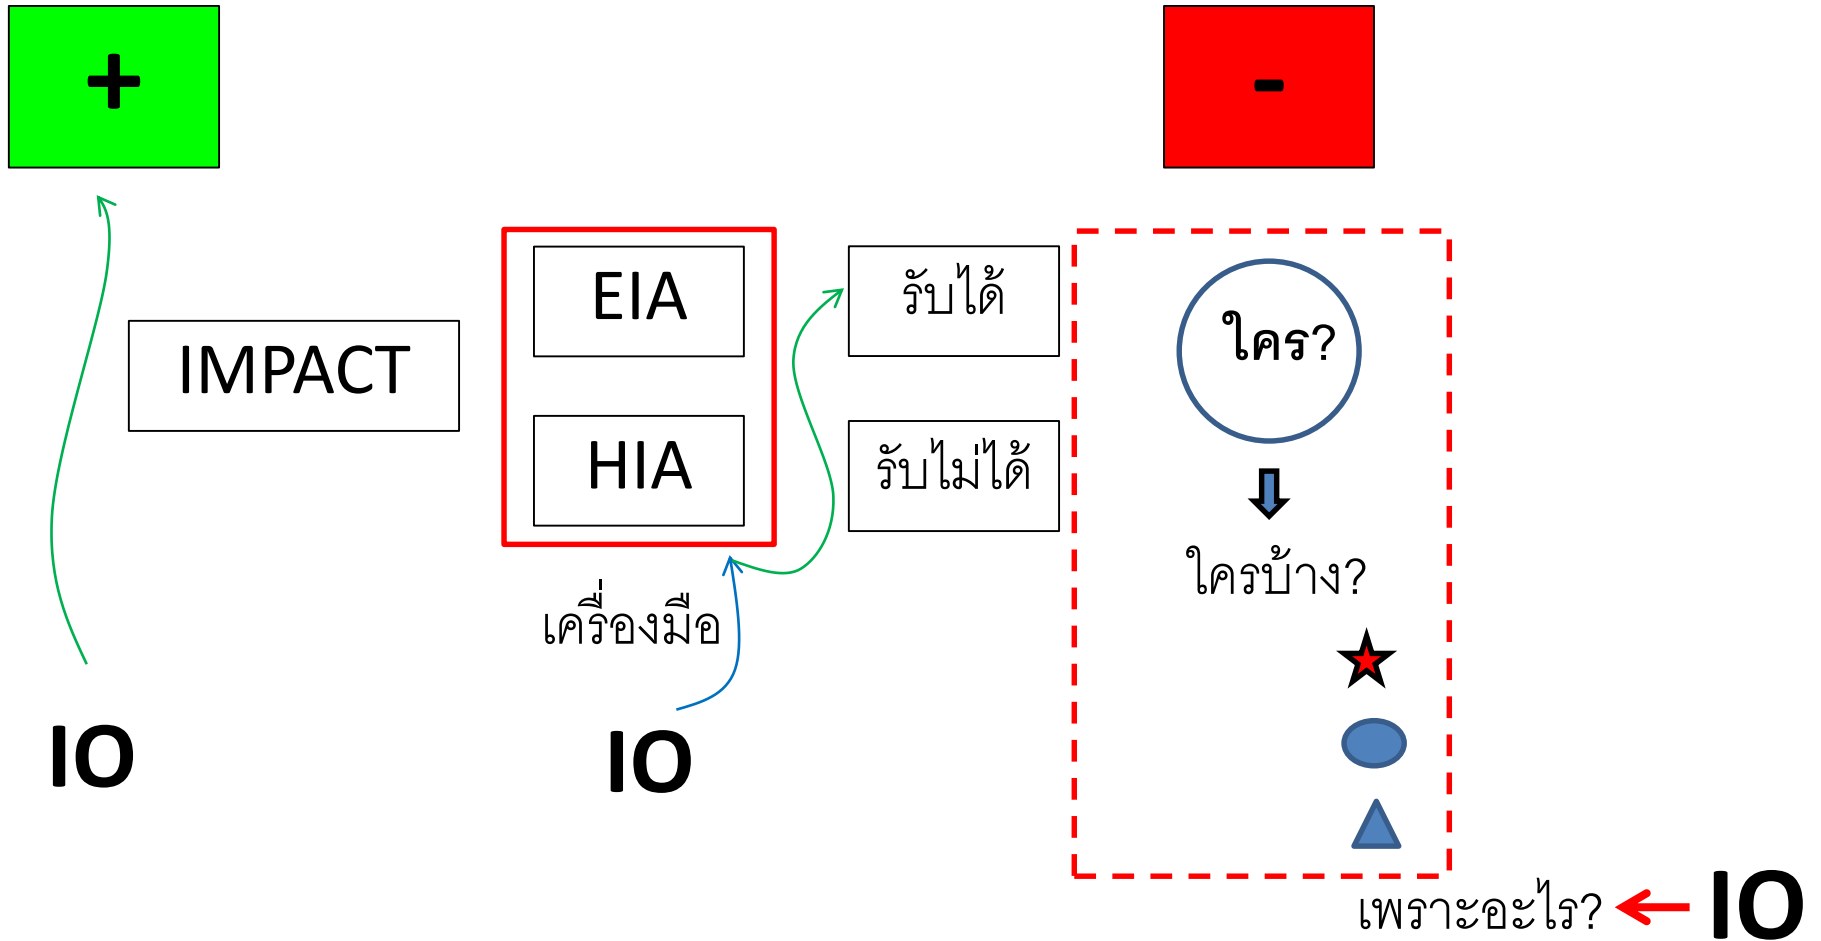 +
-
IMPACT
EIA
HIA
เครื่องมือ
รับได้
รับไม่ได้
ใคร?
ใครบ้าง?
IO
IO
เพราะอะไร?
IO